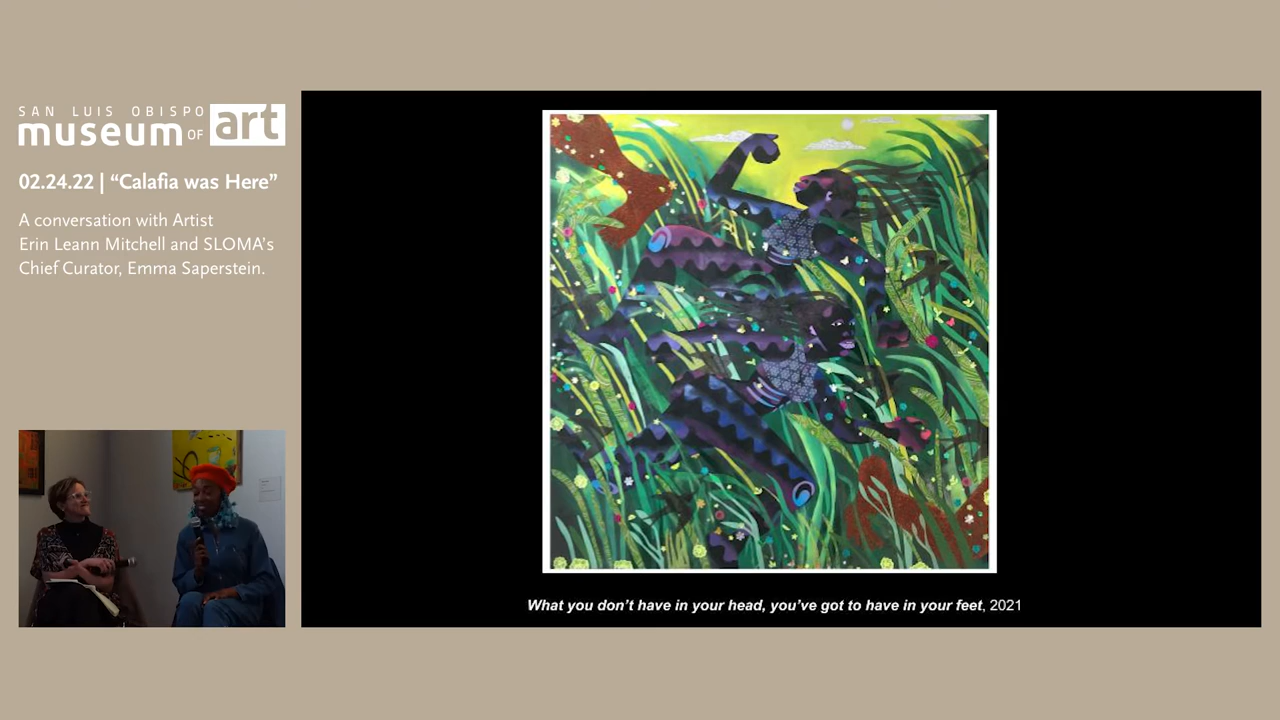 SAN LUIS OBISPO
museum OF art
02.24.22 | “Calafia was Here”
A conversation with Artist
Erin Leann Mitchell and SLOMA’s
Chief Curator, Emma Saperstein.
What you don’t have in your head, you’ve got to have in your feet, 2021